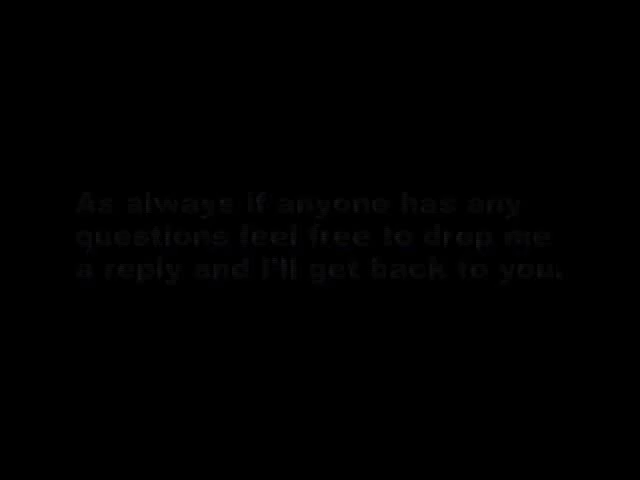 As always if anyone has any
questions feel free to drop me
a reply and I'll get back to you.